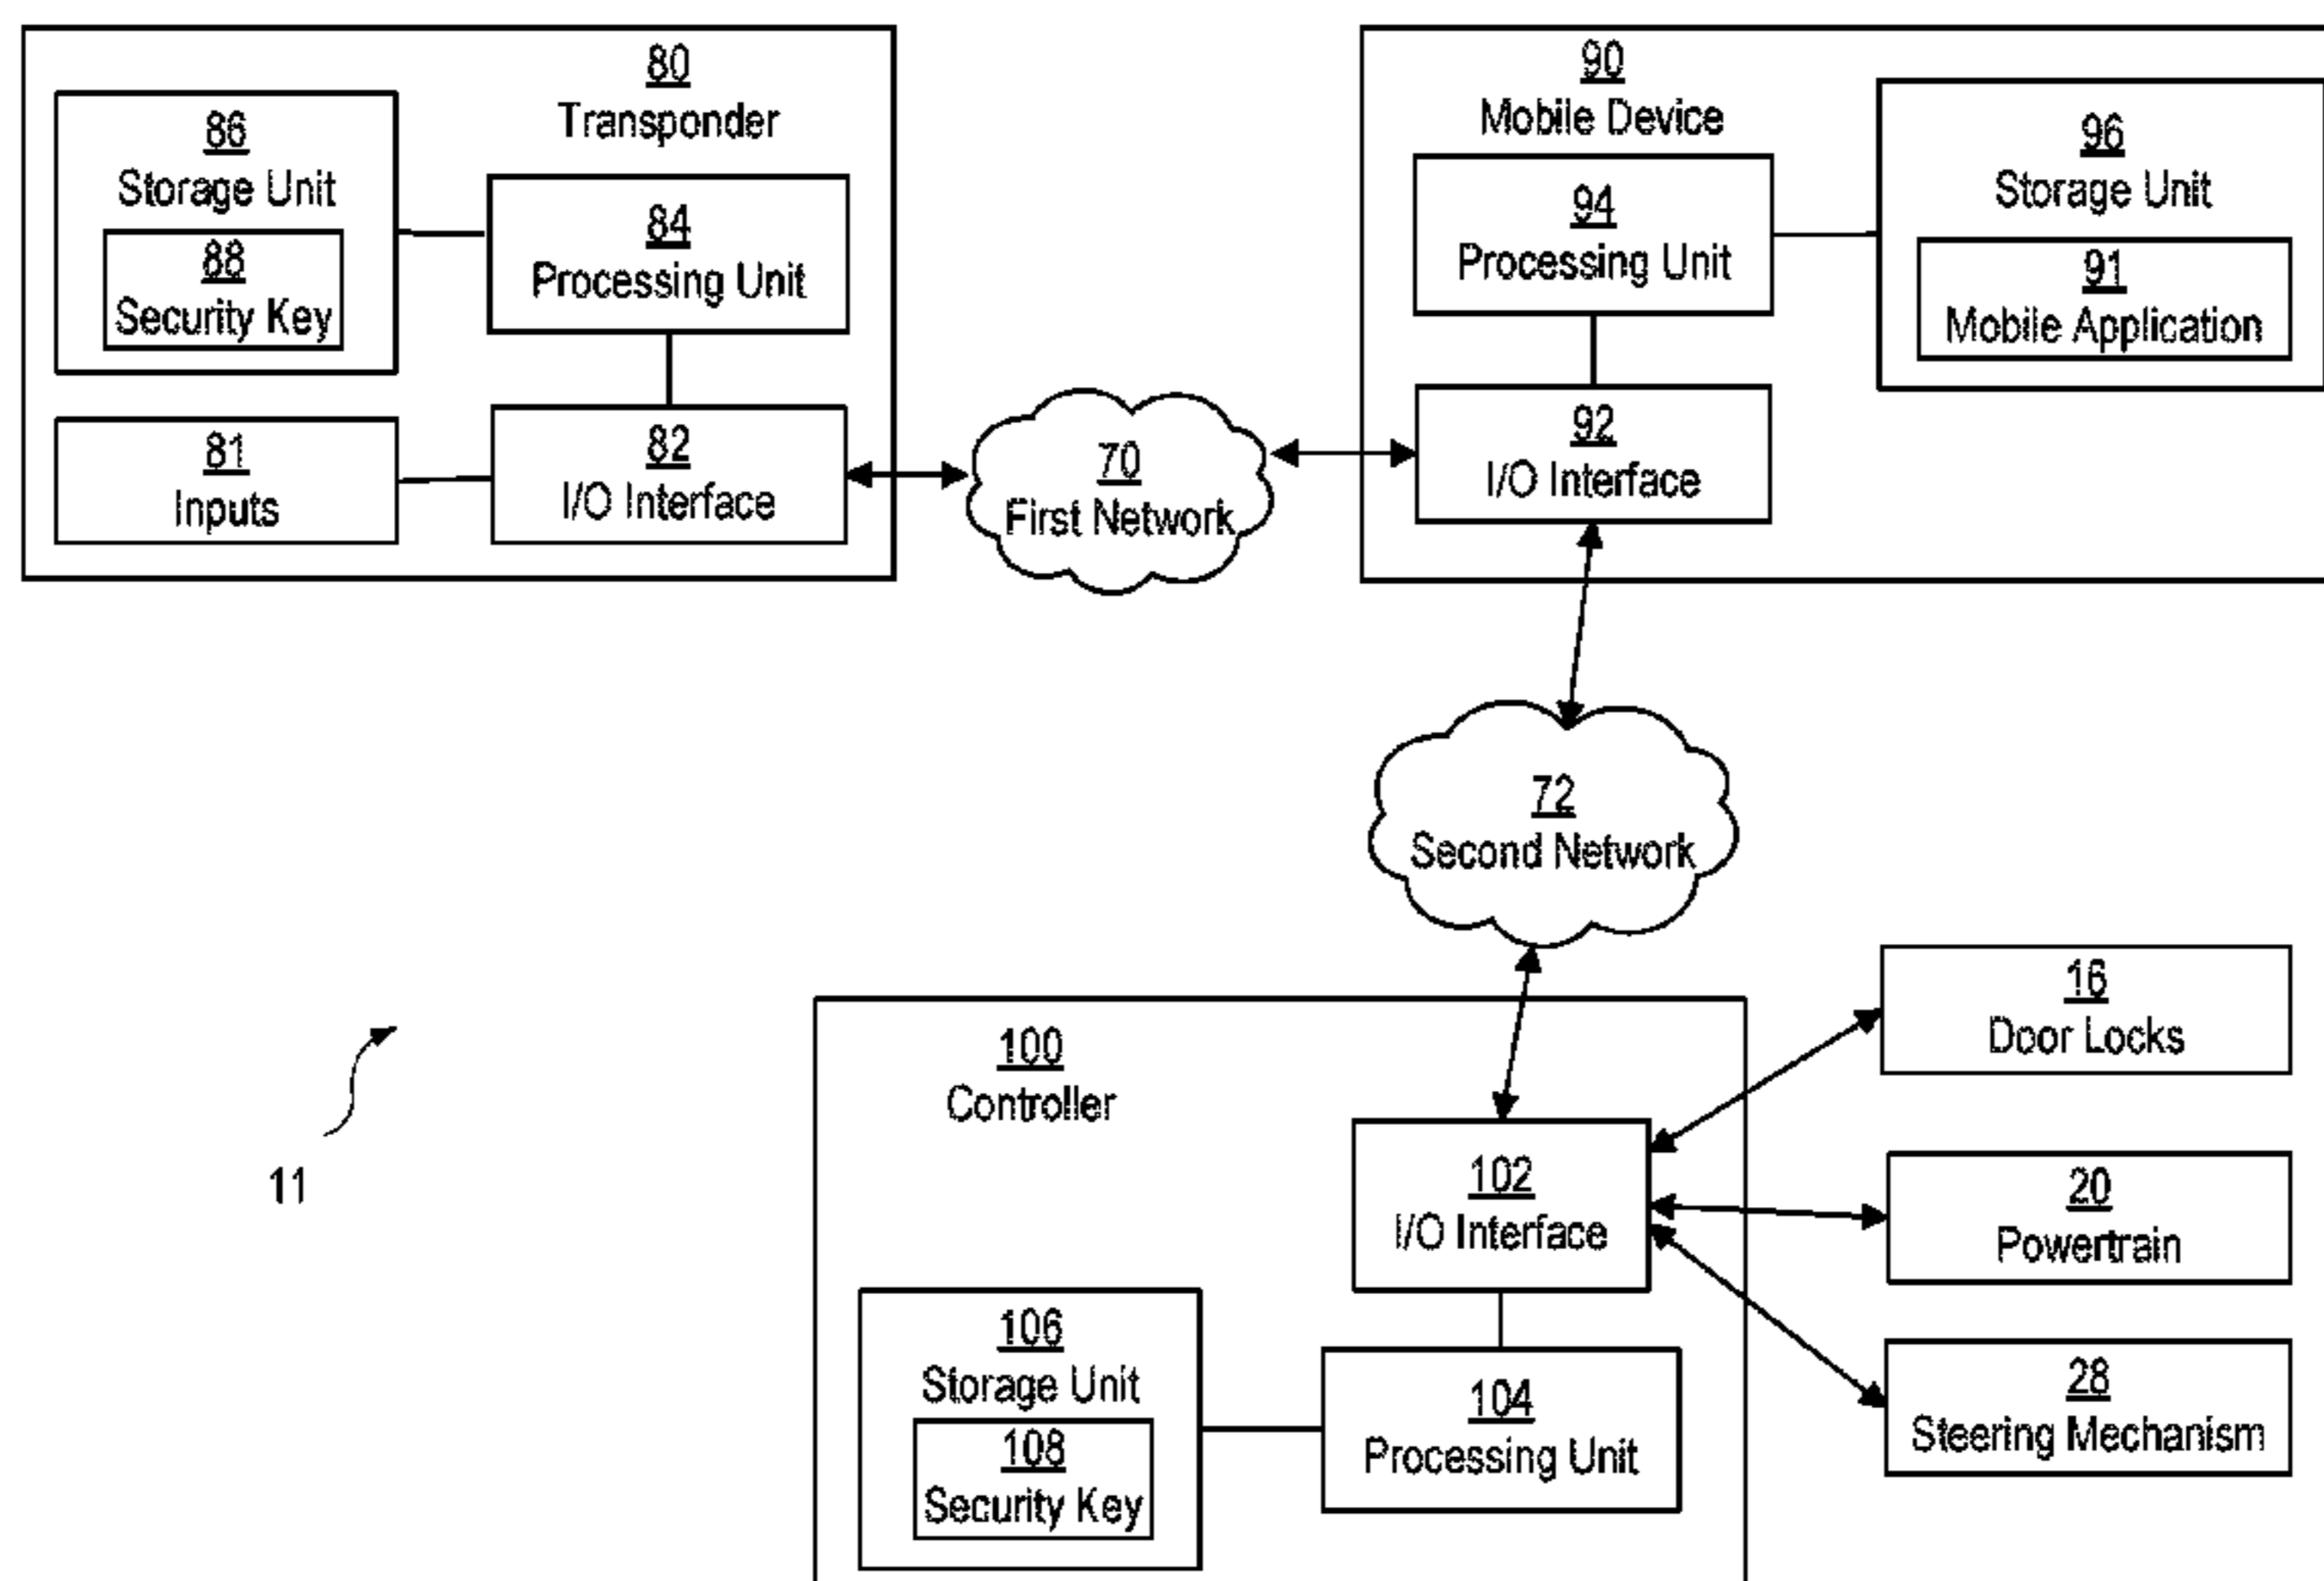 80
Transponder
86
Storage Unit
88
Security Key
84
Processing Unit
81
Inputs
82
I/O Interface
70
First Network
90
Mobile Device
94
Processing Unit
96
Storage Unit
91
Mobile Application
92
I/O Interface
72
Second Network
11
100
Controller
102
I/O Interface
106
Storage Unit
108
Security Key
104
Processing Unit
16
Door Locks
20
Powertrain
28
Steering Mechanism